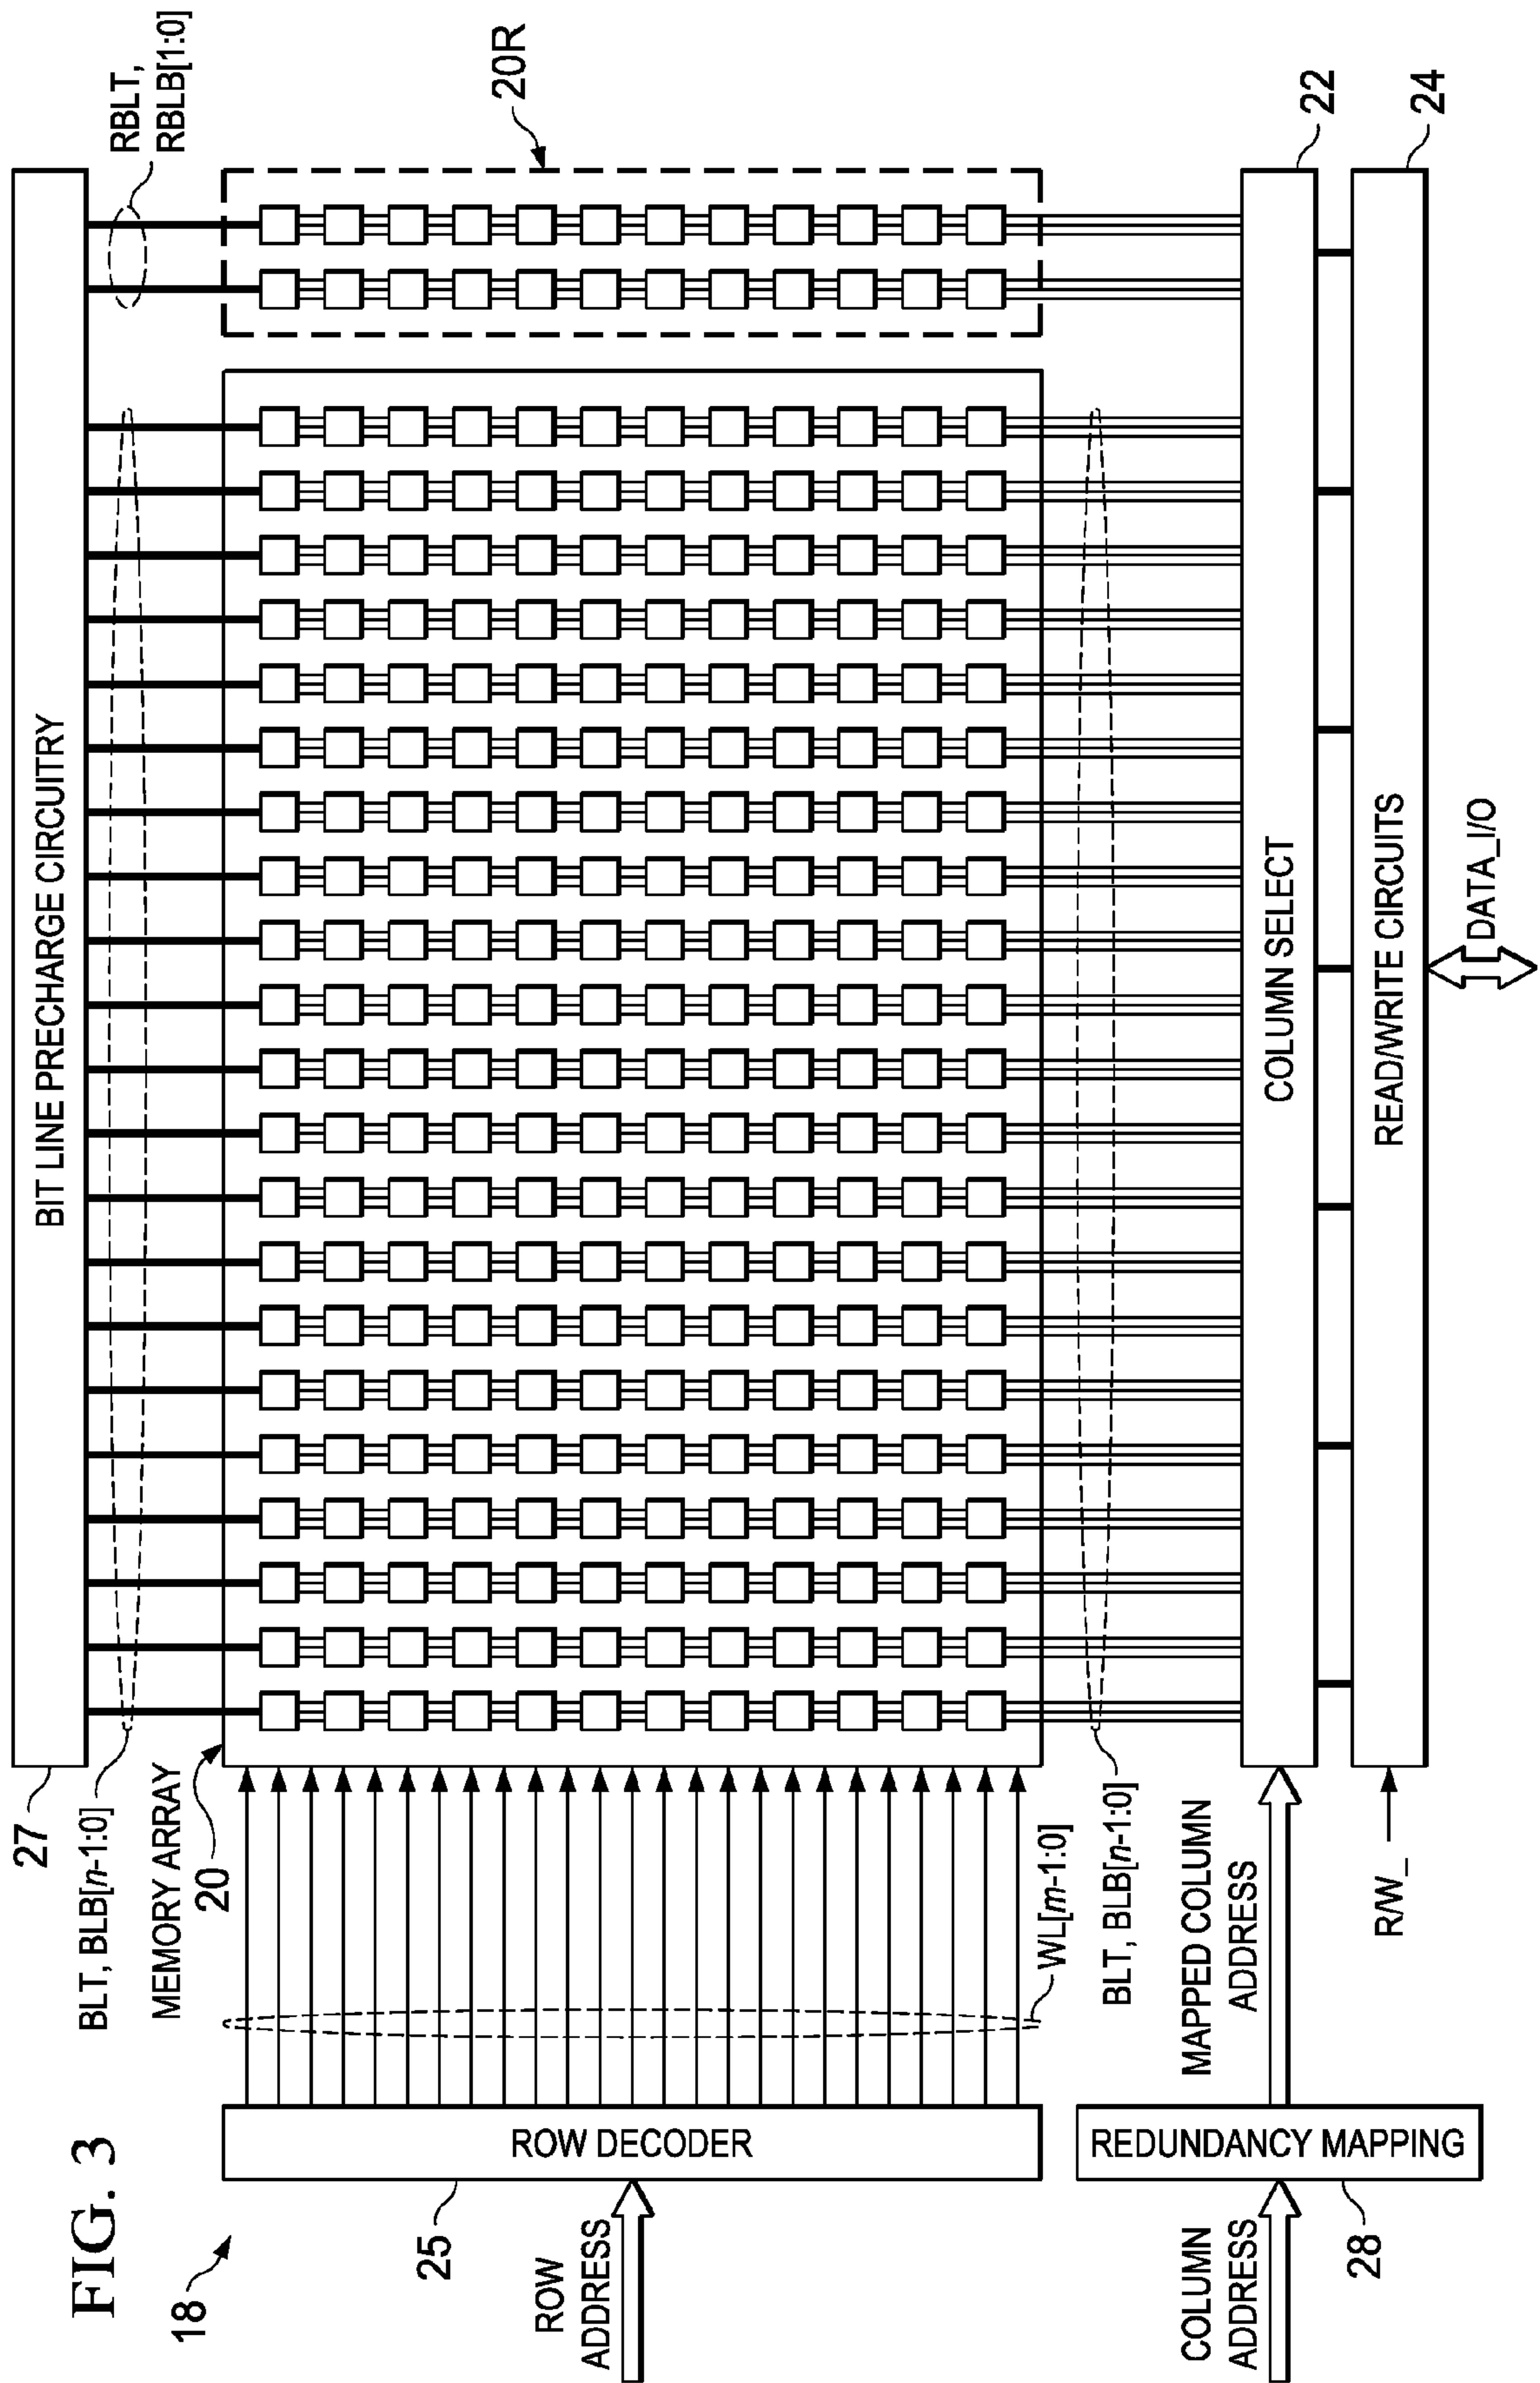 FIG. 3
18
27
BIT LINE PRECHARGE CIRCUITRY
BLT, BLB[n-1:0]
RBLT,
RBLB[1:0]
MEMORY ARRAY
20
20R
ROW DECODER
25
ROW
ADDRESS
WL[m-1:0]
BLT, BLB[n-1:0]
COLUMN
ADDRESS
REDUNDANCY MAPPING
28
MAPPED COLUMN
ADDRESS
COLUMN SELECT
22
R/W_
READ/WRITE CIRCUITS
24
DATA_I/O